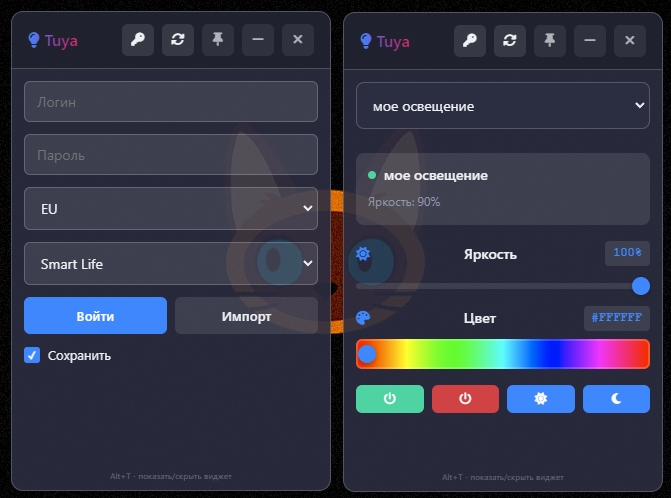 Tuya
Логин
Пароль
EU
Smart Life
Войти
Импорт
Сохранить
Alt+T - показать/скрыть виджет
Tuya
мое освещение
мое освещение
Яркость: 90%
Яркость
100%
Цвет
#FFFFFF
Alt+T - показать/скрыть виджет